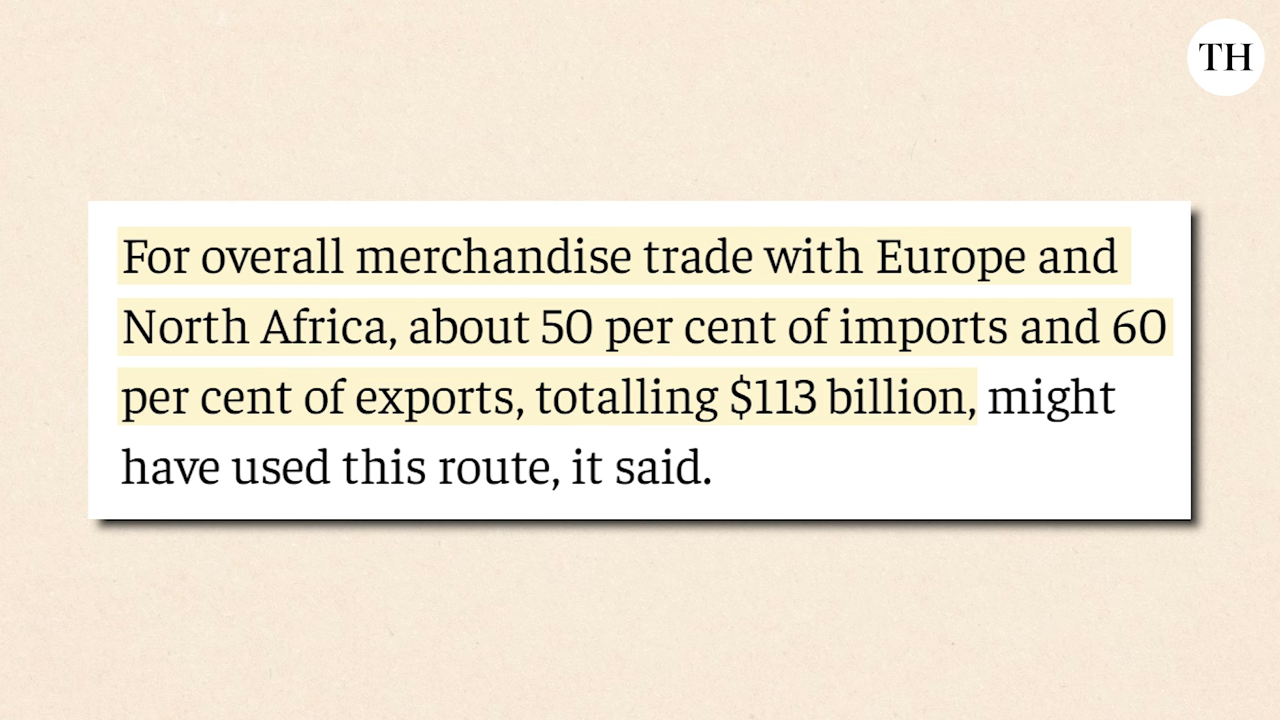 TH
For overall merchandise trade with Europe and
North Africa, about 50 per cent of imports and 60
per cent of exports, totalling $113 billion, might
have used this route, it said.